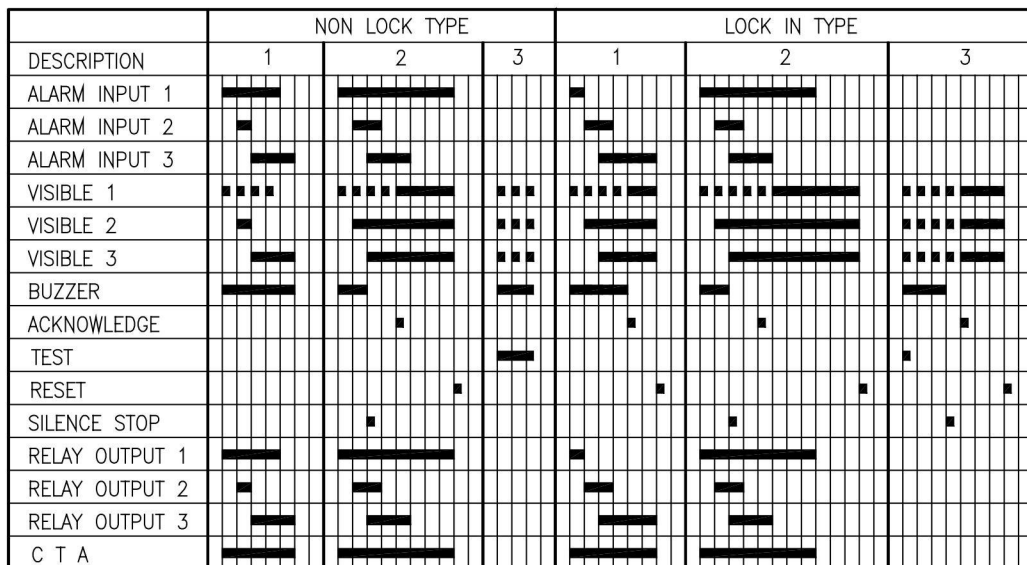 NON LOCK TYPE LOCK IN TYPE
DESCRIPTION 1 2 3 1 2 3
ALARM INPUT 1
ALARM INPUT 2
ALARM INPUT 3
VISIBLE 1
VISIBLE 2
VISIBLE 3
BUZZER
ACKNOWLEDGE
TEST
RESET
SILENCE STOP
RELAY OUTPUT 1
RELAY OUTPUT 2
RELAY OUTPUT 3
C T A